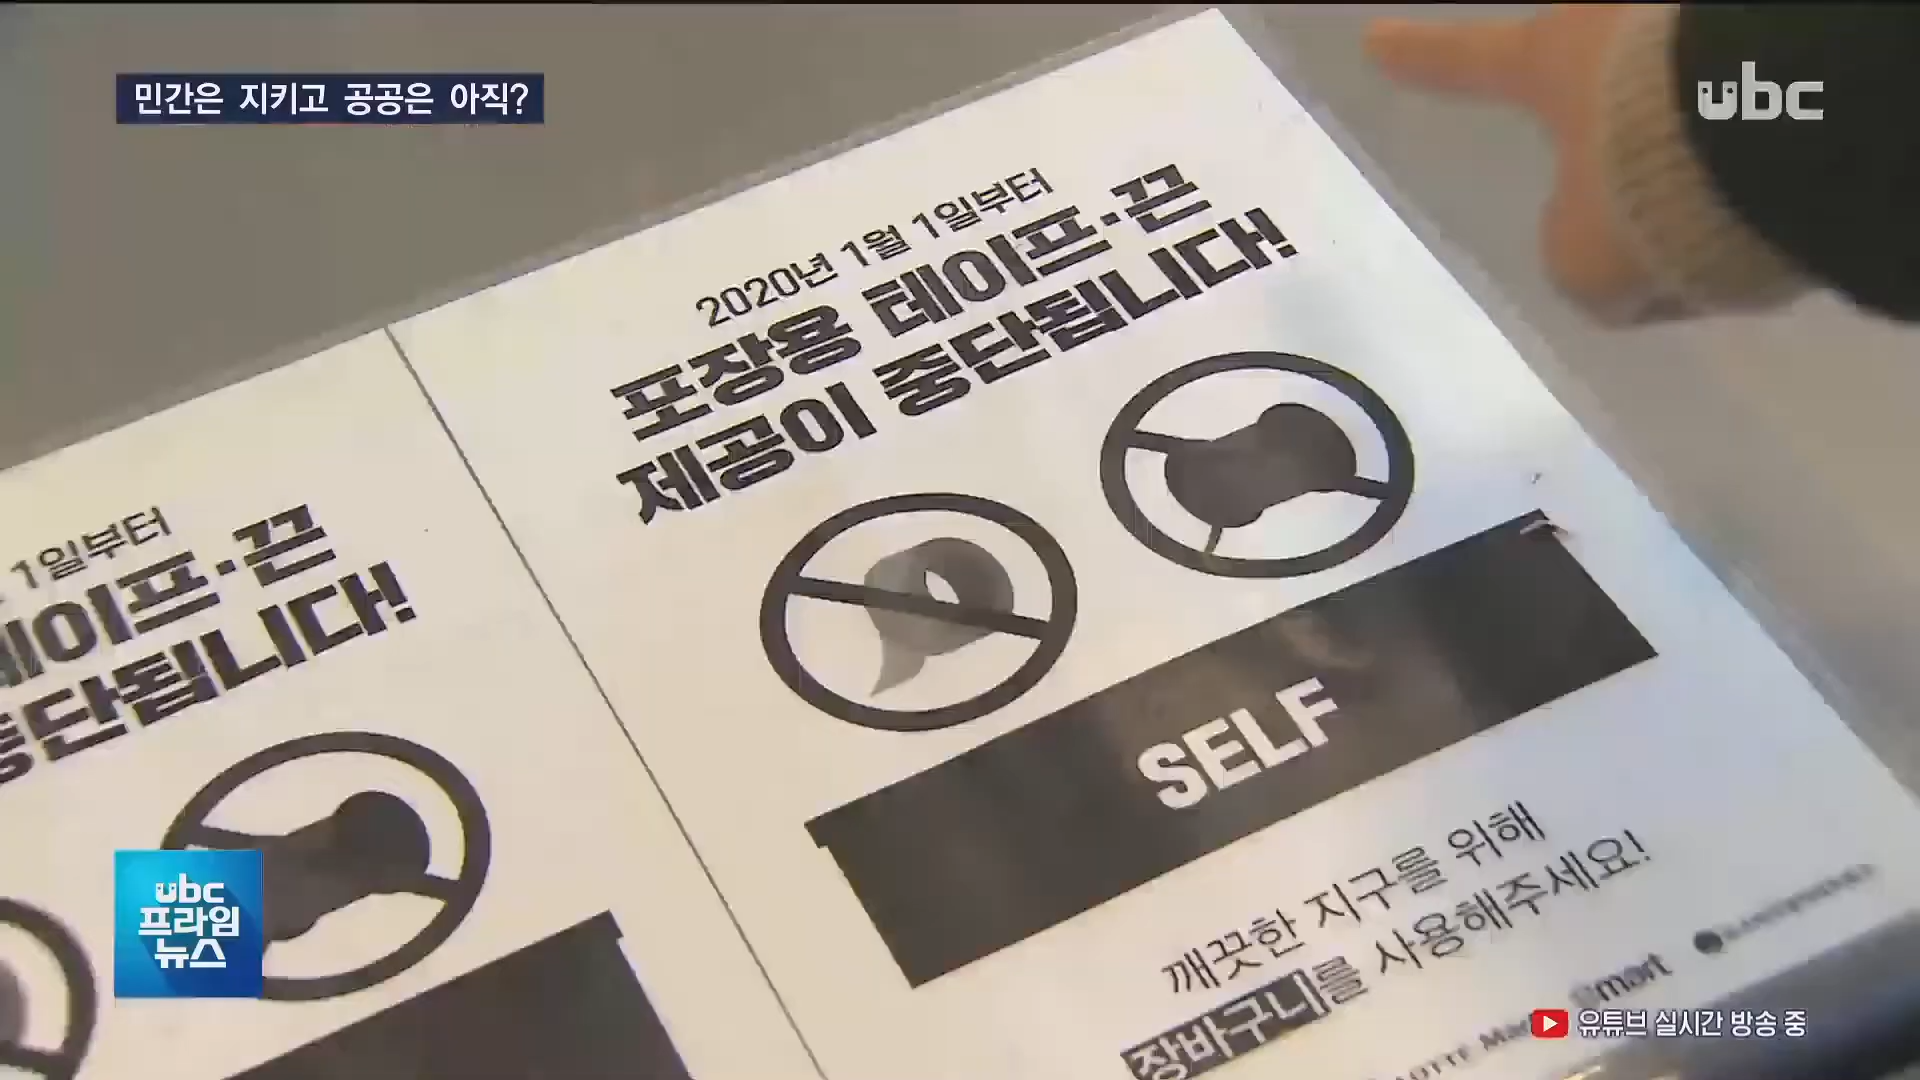 민간은 지키고 공공은 아직?
ubc
2020년 1월 1일부터
포장용 테이프·끈
제공이 중단됩니다!
SELF
깨끗한 지구를 위해
장바구니를 사용해주세요!
1일부터
테이프·끈
중단됩니다!
ubc
프라임
뉴스
유튜브 실시간 방송 중